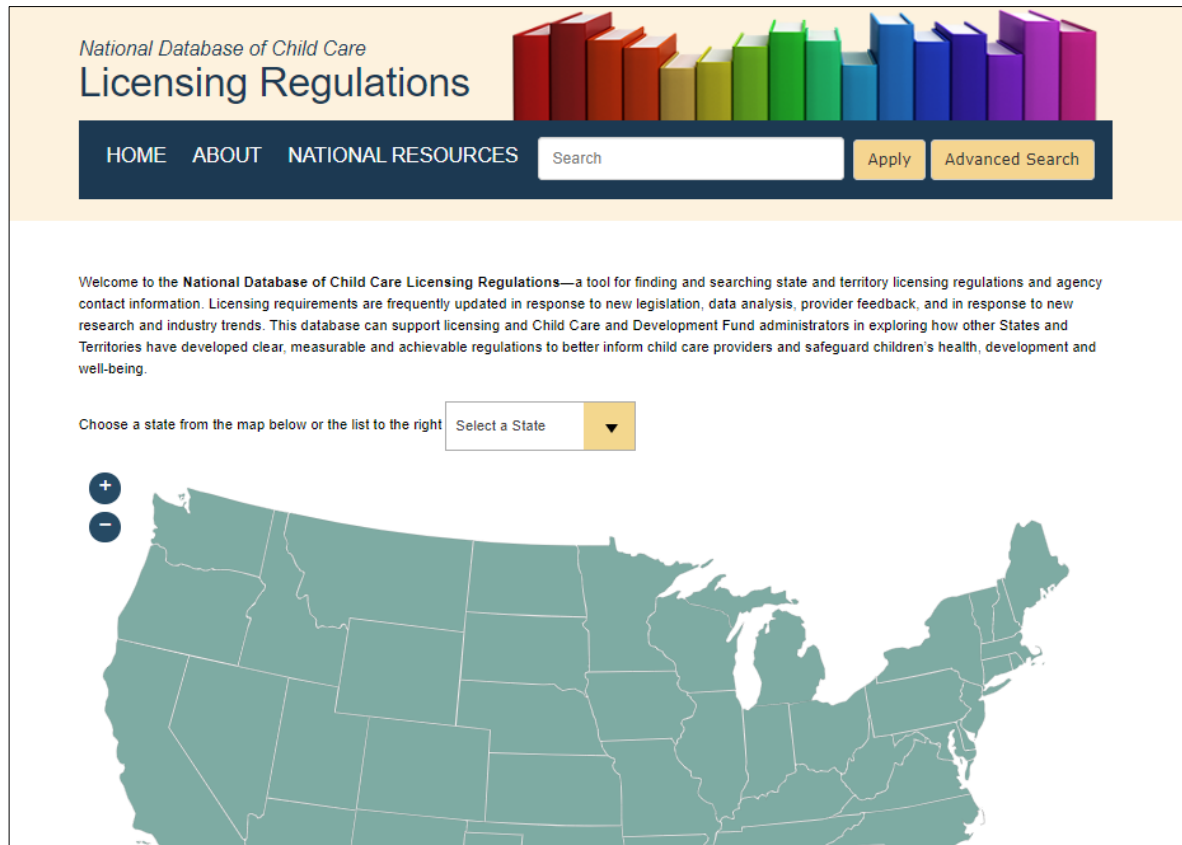 National Database of Child Care
Licensing Regulations
HOME ABOUT NATIONAL RESOURCES Search Apply Advanced Search
Welcome to the National Database of Child Care Licensing Regulations—a tool for finding and searching state and territory licensing regulations and agency
contact information. Licensing requirements are frequently updated in response to new legislation, data analysis, provider feedback, and in response to new
research and industry trends. This database can support licensing and Child Care and Development Fund administrators in exploring how other States and
Territories have developed clear, measurable and achievable regulations to better inform child care providers and safeguard children's health, development and
well-being.
Choose a state from the map below or the list to the right Select a State
+
−